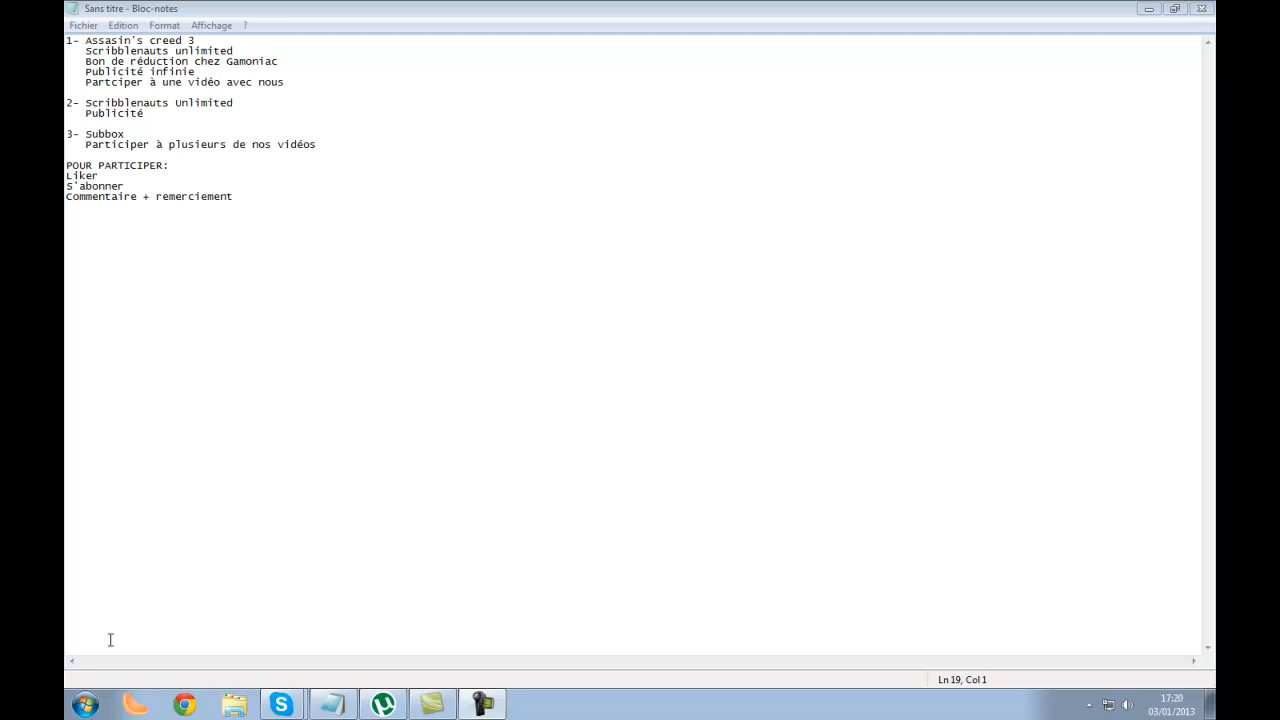 Sans titre - Bloc-notes
Fichier Edition Format Affichage ?
1- Assasin's creed 3
Scribblenauts unlimited
Bon de réduction chez Gamoniac
Publicité infinie
Partciper à une vidéo avec nous
2- Scribblenauts Unlimited
Publicité
3- Subbox
Participer à plusieurs de nos vidéos
POUR PARTICIPER:
Liker
S'abonner
Commentaire + remerciement
Ln 19, Col 1
17:20
03/01/2013